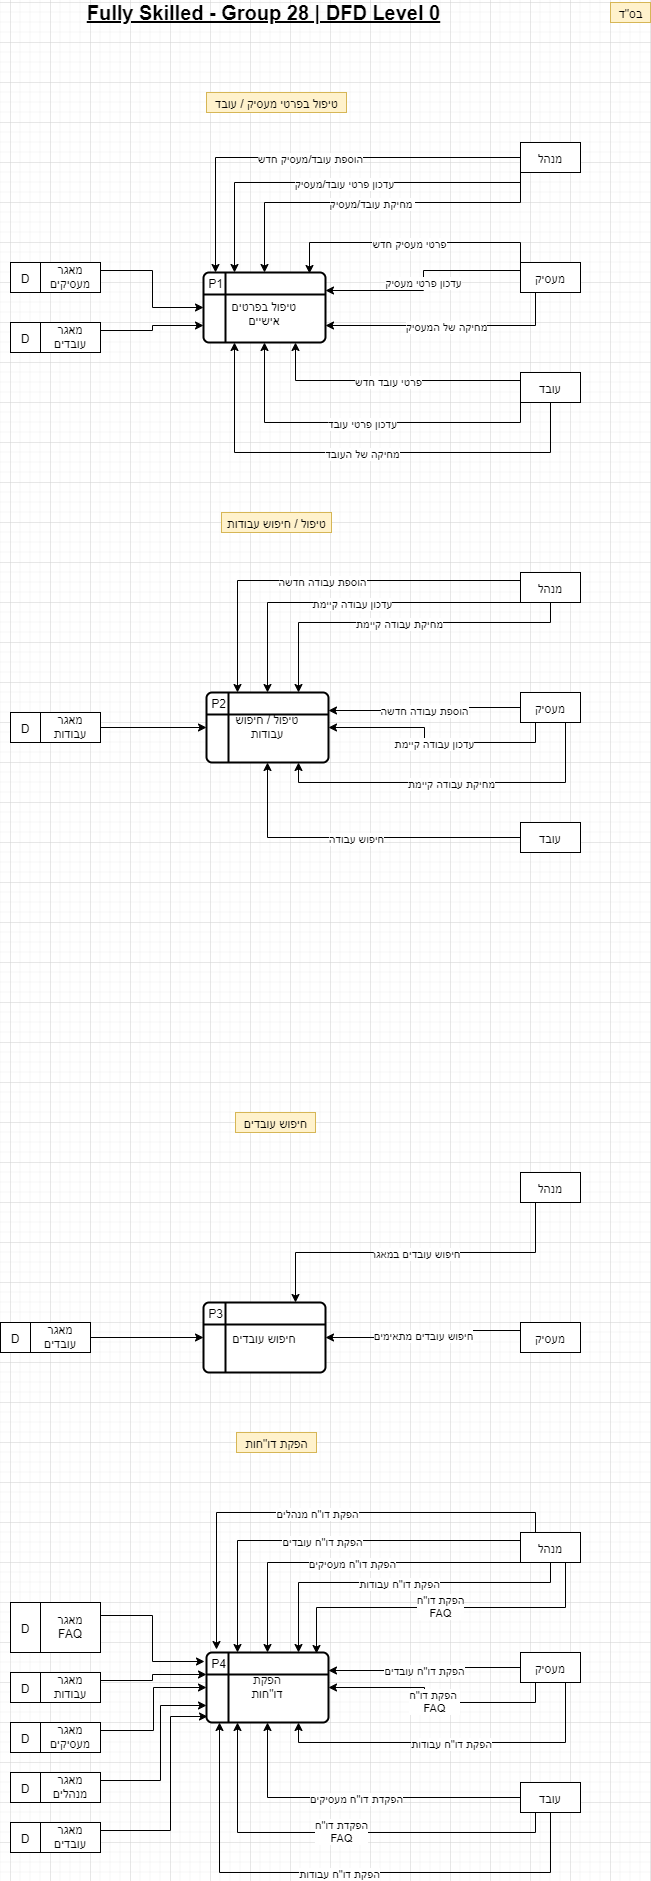 Fully Skilled - Group 28 | DFD Level 0
בס"ד
טיפול בפרטי מעסיק / עובד
מנהל
הוספת עובד/מעסיק חדש
עדכון פרטי עובד/מעסיק
מחיקת עובד/מעסיק
פרטי מעסיק חדש
מעסיק
עדכון פרטי מעסיק
מחיקה של המעסיק
D
מאגר
מעסיקים
D
מאגר
עובדים
P1
טיפול בפרטים
אישיים
עובד
פרטי עובד חדש
עדכון פרטי עובד
מחיקה של העובד
טיפול / חיפוש עבודות
מנהל
הוספת עבודה חדשה
עדכון עבודה קיימת
מחיקת עבודה קיימת
P2
טיפול / חיפוש
עבודות
D
מאגר
עבודות
מעסיק
הוספת עבודה חדשה
עדכון עבודה קיימת
מחיקת עבודה קיימת
עובד
חיפוש עבודה
חיפוש עובדים
מנהל
חיפוש עובדים במאגר
P3
חיפוש עובדים
D
מאגר
עובדים
מעסיק
חיפוש עובדים מתאימים
הפקת דו"חות
הפקת דו"ח מנהלים
מנהל
הפקת דו"ח עובדים
הפקת דו"ח מעסיקים
הפקת דו"ח עבודות
הפקת דו"ח
FAQ
D
מאגר
FAQ
D
מאגר
עבודות
D
מאגר
מעסיקים
D
מאגר
מנהלים
D
מאגר
עובדים
P4
הפקת
דו"חות
מעסיק
הפקת דו"ח עובדים
הפקת דו"ח
FAQ
הפקת דו"ח עבודות
עובד
הפקדת דו"ח מעסיקים
הפקדת דו"ח
FAQ
הפקת דו"ח עבודות